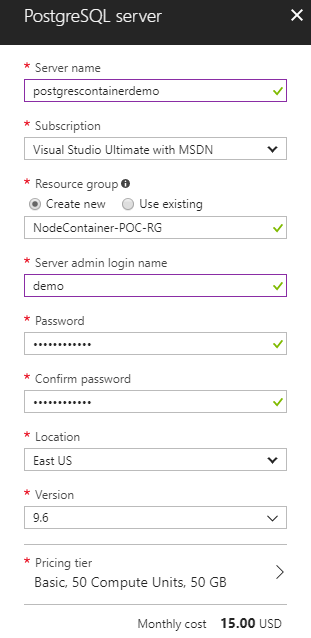 PostgreSQL server
* Server name
postgrescontainerdemo
* Subscription
Visual Studio Ultimate with MSDN
* Resource group
Create new Use existing
NodeContainer-POC-RG
* Server admin login name
demo
* Password
••••••••••••
* Confirm password
••••••••••••
* Location
East US
* Version
9.6
* Pricing tier
Basic, 50 Compute Units, 50 GB
Monthly cost 15.00 USD